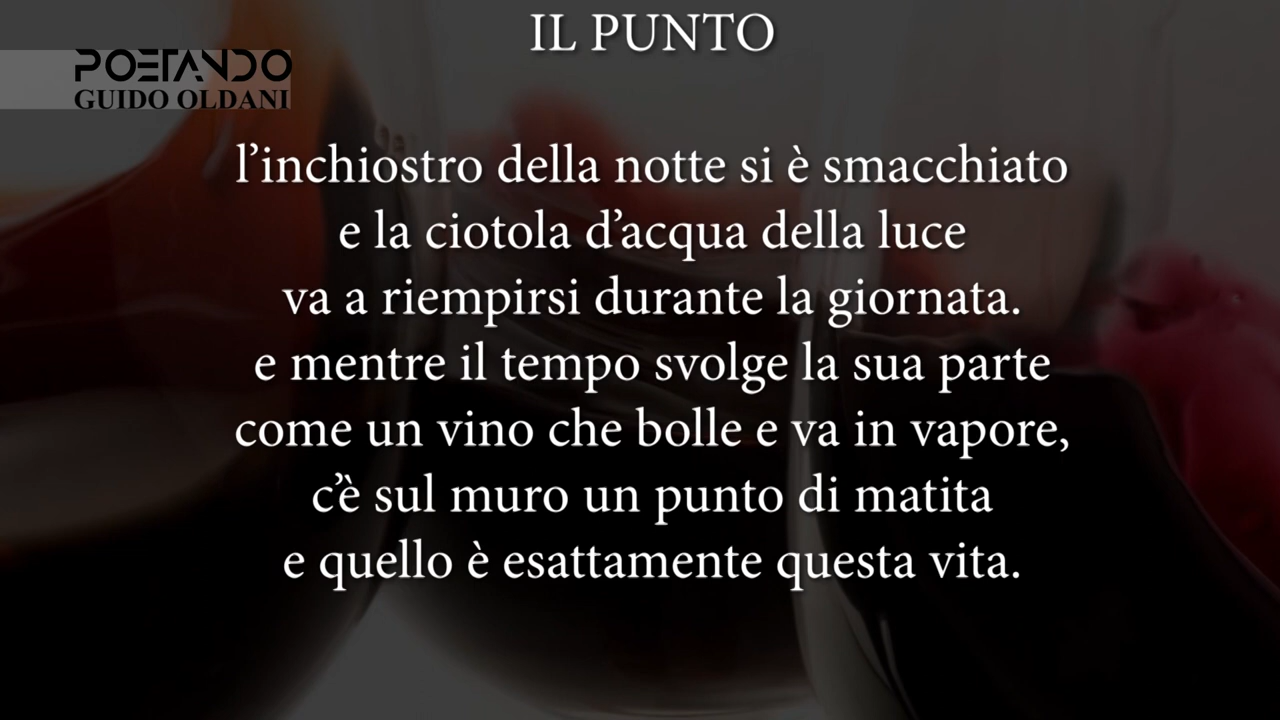 IL PUNTO
POETANDO
GUIDO OLDANI
l’inchiostro della notte si è smacchiato
e la ciotola d’acqua della luce
va a riempirsi durante la giornata.
e mentre il tempo svolge la sua parte
come un vino che bolle e va in vapore,
c’è sul muro un punto di matita
e quello è esattamente questa vita.